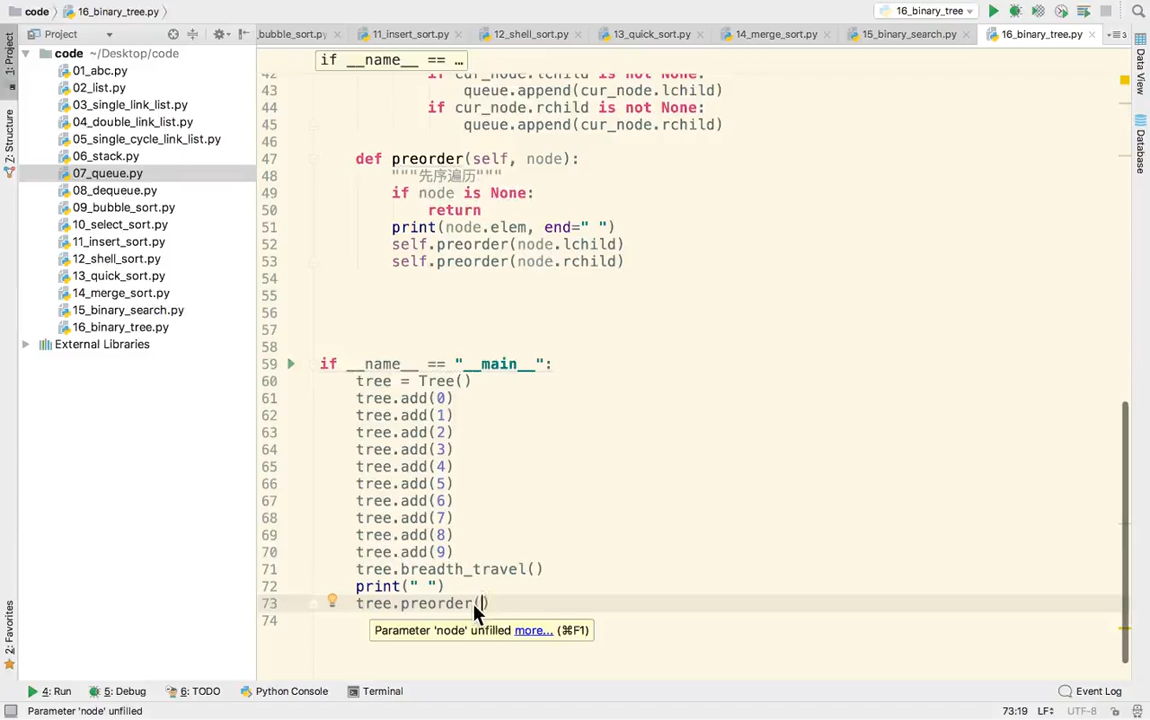 code
16_binary_tree.py
16_binary_tree
1: Project
Project
_bubble_sort.py
11_insert_sort.py
12_shell_sort.py
13_quick_sort.py
14_merge_sort.py
15_binary_search.py
16_binary_tree.py
3
code ~/Desktop/code
01_abc.py
02_list.py
03_single_link_list.py
04_double_link_list.py
05_single_cycle_link_list.py
06_stack.py
07_queue.py
08_dequeue.py
09_bubble_sort.py
10_select_sort.py
11_insert_sort.py
12_shell_sort.py
13_quick_sort.py
14_merge_sort.py
15_binary_search.py
16_binary_tree.py
External Libraries
Z: Structure
2: Favorites
Data View
Database
if __name__ == ...
42 if cur_node.lchild is not None:
43 queue.append(cur_node.lchild)
44 if cur_node.rchild is not None:
45 queue.append(cur_node.rchild)
46
47 def preorder(self, node):
48 """先序遍历"""
49 if node is None:
50 return
51 print(node.elem, end=" ")
52 self.preorder(node.lchild)
53 self.preorder(node.rchild)
54
55
56
57
58
59 if __name__ == "__main__":
60 tree = Tree()
61 tree.add(0)
62 tree.add(1)
63 tree.add(2)
64 tree.add(3)
65 tree.add(4)
66 tree.add(5)
67 tree.add(6)
68 tree.add(7)
69 tree.add(8)
70 tree.add(9)
71 tree.breadth_travel()
72 print(" ")
73 tree.preorder()
74
Parameter 'node' unfilled more... (⌘F1)
4: Run
5: Debug
6: TODO
Python Console
Terminal
Event Log
Parameter 'node' unfilled
73:19
LF
UTF-8